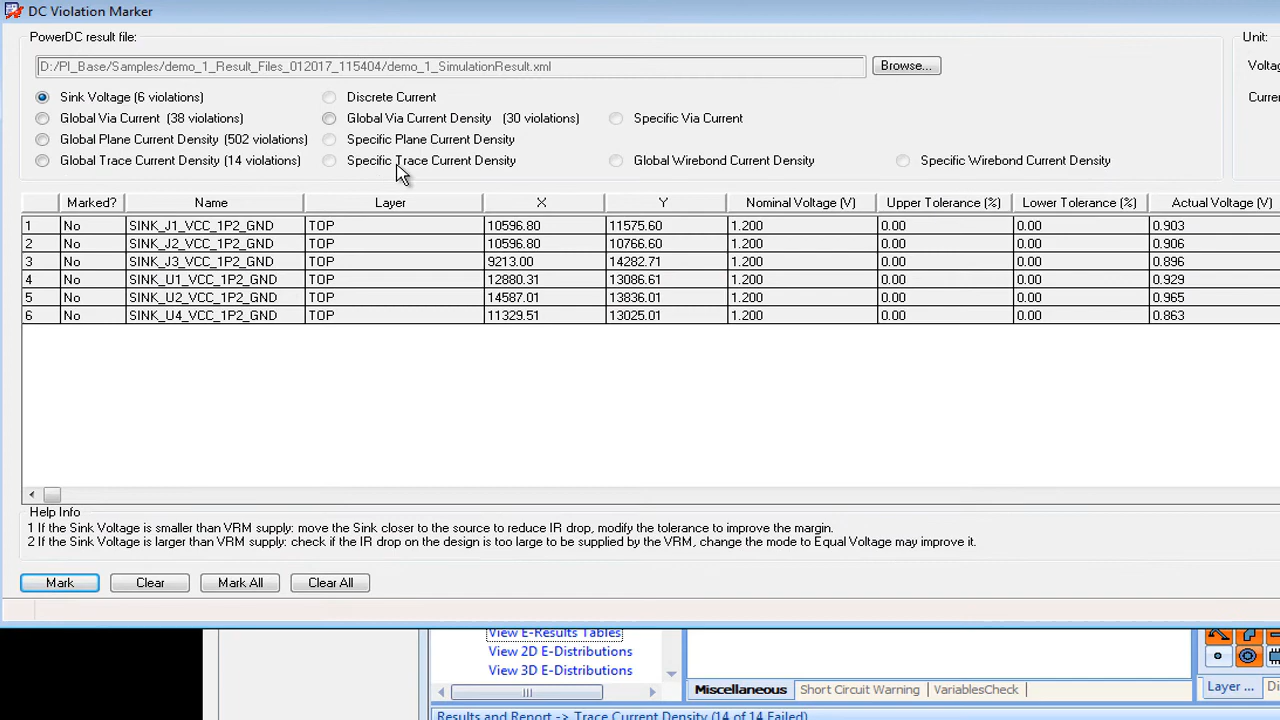 DC Violation Marker
PowerDC result file:
Unit:
D:/PI_Base/Samples/demo_1_Result_Files_012017_115404/demo_1_SimulationResult.xml
Browse...
Sink Voltage (6 violations)
Discrete Current
Global Via Current (38 violations)
Global Via Current Density (30 violations)
Specific Via Current
Global Plane Current Density (502 violations)
Specific Plane Current Density
Global Trace Current Density (14 violations)
Specific Trace Current Density
Global Wirebond Current Density
Specific Wirebond Current Density
Marked? Name Layer X Y Nominal Voltage (V) Upper Tolerance (%) Lower Tolerance (%) Actual Voltage (V)
1 No SINK_J1_VCC_1P2_GND TOP 10596.80 11575.60 1.200 0.00 0.00 0.903
2 No SINK_J2_VCC_1P2_GND TOP 10596.80 10766.60 1.200 0.00 0.00 0.906
3 No SINK_J3_VCC_1P2_GND TOP 9213.00 14282.71 1.200 0.00 0.00 0.896
4 No SINK_U1_VCC_1P2_GND TOP 12880.31 13086.61 1.200 0.00 0.00 0.929
5 No SINK_U2_VCC_1P2_GND TOP 14587.01 13836.01 1.200 0.00 0.00 0.965
6 No SINK_U4_VCC_1P2_GND TOP 11329.51 13025.01 1.200 0.00 0.00 0.863
Help Info
1 If the Sink Voltage is smaller than VRM supply: move the Sink closer to the source to reduce IR drop, modify the tolerance to improve the margin.
2 If the Sink Voltage is larger than VRM supply: check if the IR drop on the design is too large to be supplied by the VRM, change the mode to Equal Voltage may improve it.
Mark Clear Mark All Clear All
View E-Results Tables
View 2D E-Distributions
View 3D E-Distributions
Miscellaneous Short Circuit Warning VariablesCheck
Layer ...
Results and Report -> Trace Current Density (14 of 14 Failed)